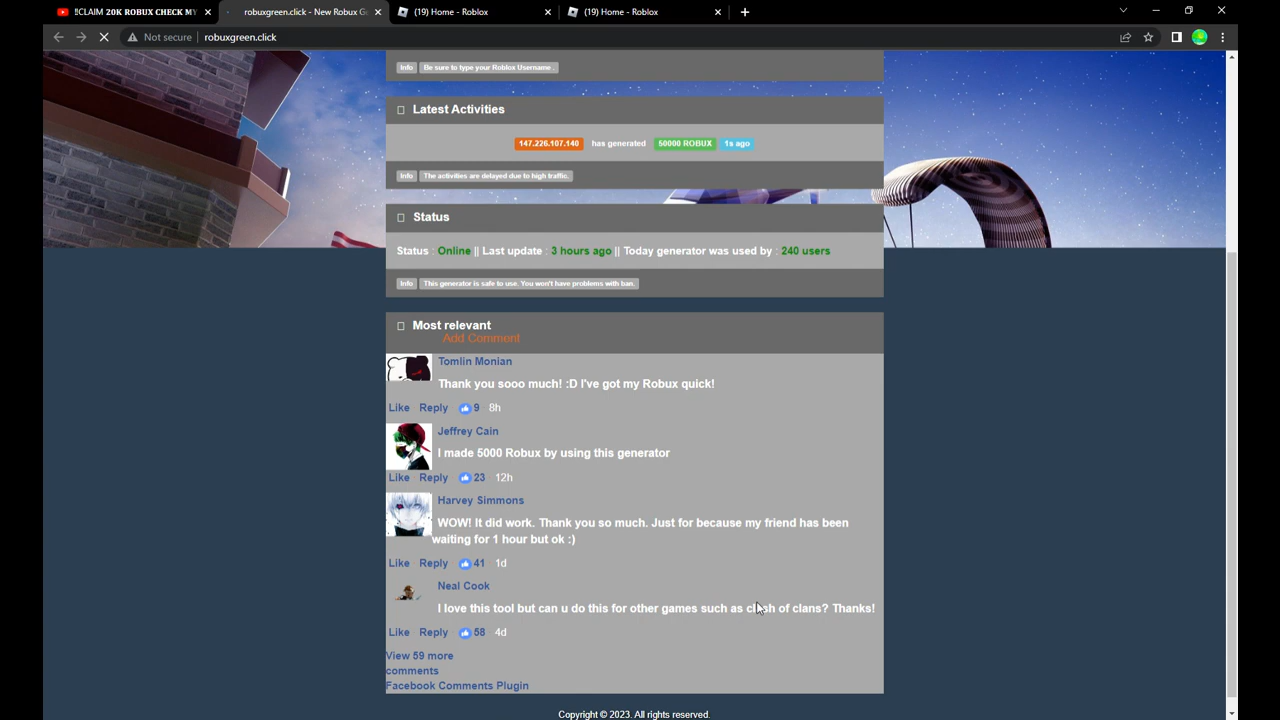 ‼CLAIM 20K ROBUX CHECK MY
robuxgreen.click - New Robux Ge
(19) Home - Roblox
(19) Home - Roblox
Not secure
robuxgreen.click
Info Be sure to type your Roblox Username
Latest Activities
147.226.107.140 has generated 50000 ROBUX 1s ago
Info The activities are delayed due to high traffic.
Status
Status : Online || Last update : 3 hours ago || Today generator was used by : 240 users
Info This generator is safe to use. You won't have problems with ban.
Most relevant
Add Comment
Tomlin Monian
Thank you sooo much! :D I've got my Robux quick!
Like Reply 9 8h
Jeffrey Cain
I made 5000 Robux by using this generator
Like Reply 23 12h
Harvey Simmons
WOW! It did work. Thank you so much. Just for because my friend has been
waiting for 1 hour but ok :)
Like Reply 41 1d
Neal Cook
I love this tool but can u do this for other games such as clash of clans? Thanks!
Like Reply 58 4d
View 59 more
comments
Facebook Comments Plugin
Copyright © 2023. All rights reserved.